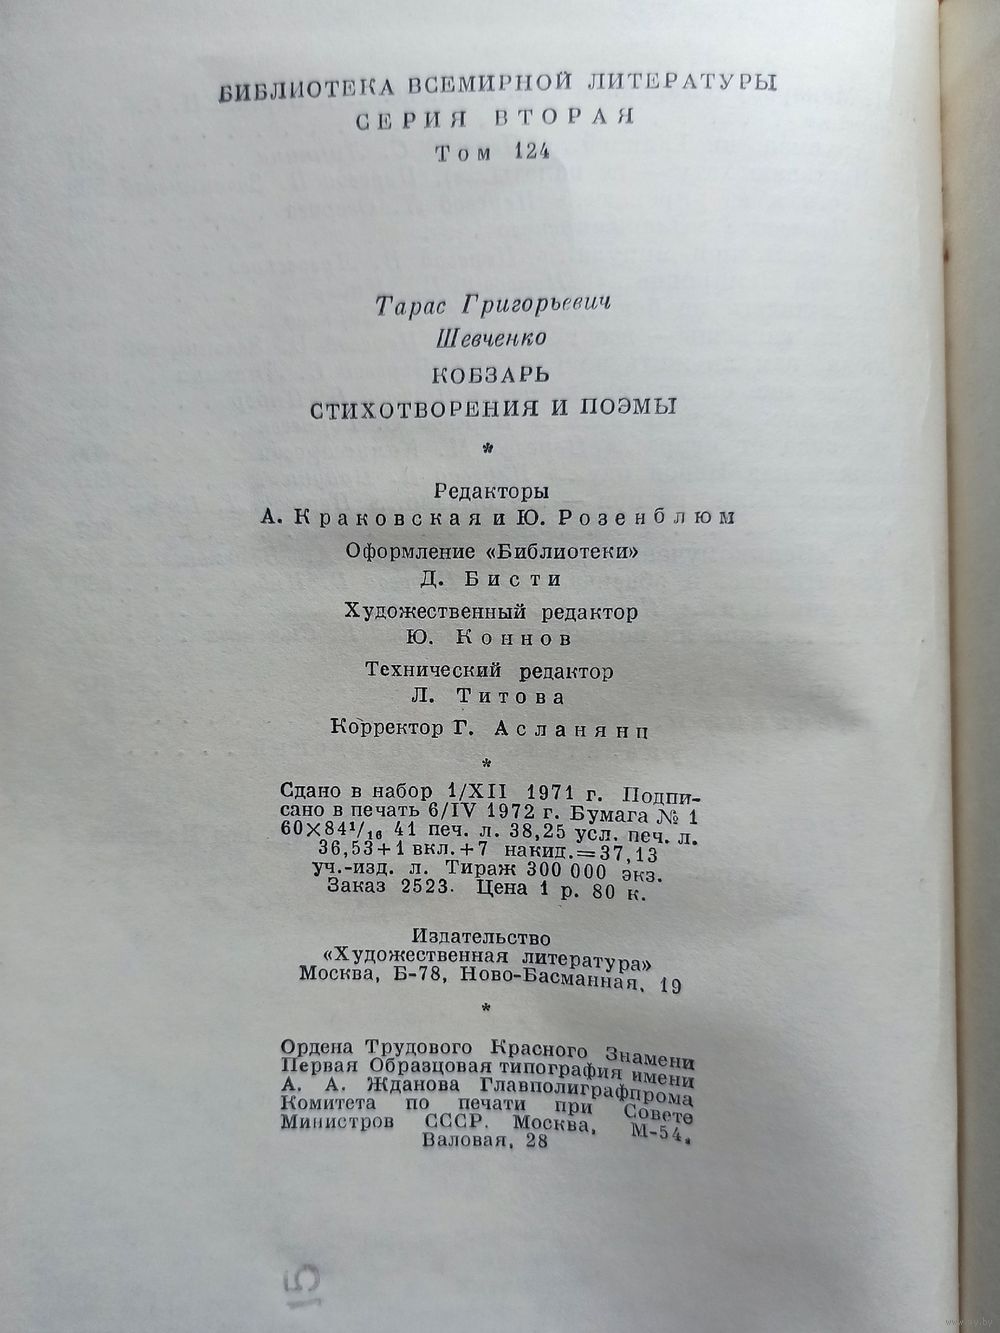 БИБЛИОТЕКА ВСЕМИРНОЙ ЛИТЕРАТУРЫ
СЕРИЯ ВТОРАЯ
Том 124
Тарас Григорьевич
Шевченко
КОБЗАРЬ
СТИХОТВОРЕНИЯ И ПОЭМЫ
*
Редакторы
А. Краковская и Ю. Розенблюм
Оформление «Библиотеки»
Д. Бисти
Художественный редактор
Ю. Коннов
Технический редактор
Л. Титова
Корректор Г. Асланянц
*
Сдано в набор 1/XII 1971 г. Подпи-
сано в печать 6/IV 1972 г. Бумага № 1
60×84¹/₁₆ 41 печ. л. 38,25 усл. печ. л.
36,53+1 вкл.+7 накид.=37,13
уч.-изд. л. Тираж 300 000 экз.
Заказ 2523. Цена 1 р. 80 к.
Издательство
«Художественная литература»
Москва, Б-78, Ново-Басманная, 19
*
Ордена Трудового Красного Знамени
Первая Образцовая типография имени
А. А. Жданова Главполиграфпрома
Комитета по печати при Совете
Министров СССР. Москва, М-54,
Валовая, 28
www.ay.by